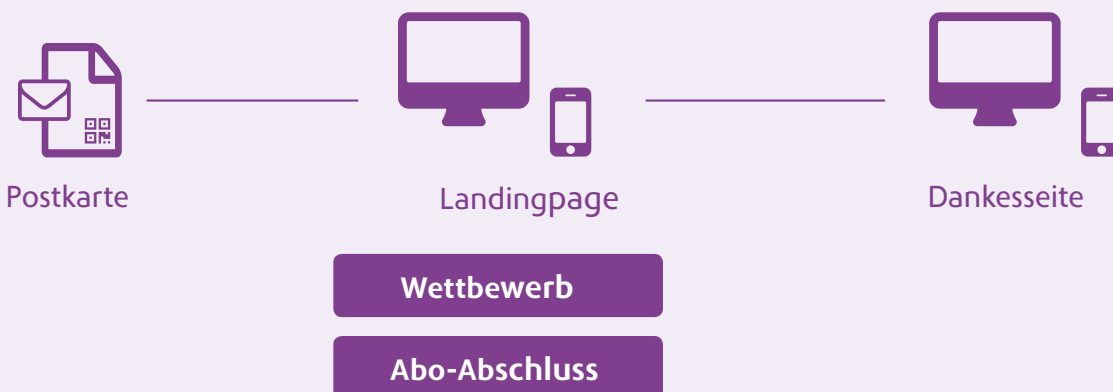 Postkarte
Landingpage
Dankesseite
Wettbewerb
Abo-Abschluss